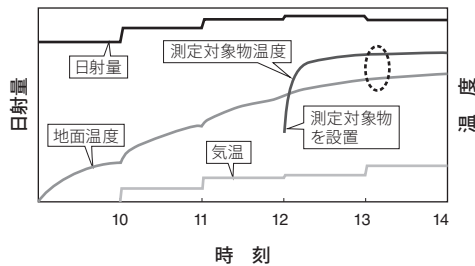 日射量
温度
日射量
測定対象物温度
地面温度
気温
測定対象物
を設置
10 11 12 13 14
時刻